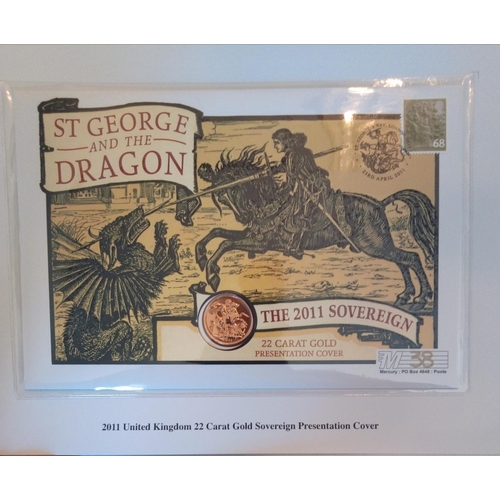 ST GEORGE
AND THE
DRAGON
68
23RD APRIL 2011
THE 2011 SOVEREIGN
22 CARAT GOLD
PRESENTATION COVER
M 38
Mercury : PO Box 4848 : Poole
2011 United Kingdom 22 Carat Gold Sovereign Presentation Cover